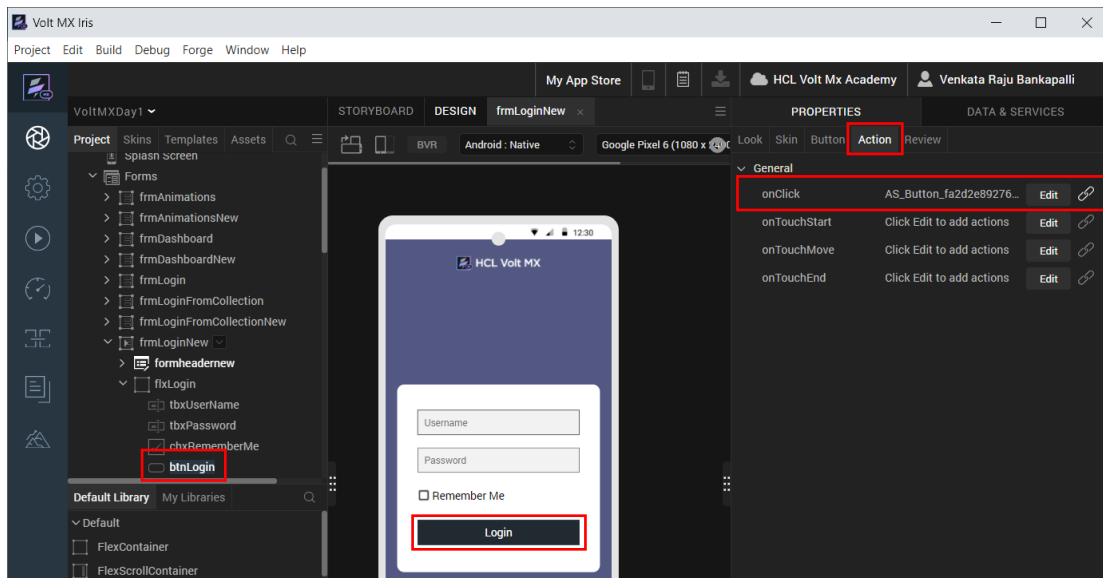 Volt MX Iris
Project Edit Build Debug Forge Window Help
My App Store HCL Volt Mx Academy Venkata Raju Bankapalli
VoltMXDay1 STORYBOARD DESIGN frmLoginNew × PROPERTIES DATA & SERVICES
Project Skins Templates Assets BVR Android : Native Google Pixel 6 (1080 x Look Skin Button Action Review
Splash Screen
Forms
General
frmAnimations
onClick AS_Button_fa2d2e89276... Edit
frmAnimationsNew
onTouchStart Click Edit to add actions Edit
frmDashboard
12:30
frmDashboardNew
onTouchMove Click Edit to add actions Edit
HCL Volt MX
frmLogin
onTouchEnd Click Edit to add actions Edit
frmLoginFromCollection
frmLoginFromCollectionNew
frmLoginNew
formheadernew
flxLogin
tbxUserName
Username
tbxPassword
chxRememberMe
Password
btnLogin
Default Library My Libraries
Remember Me
Default
Login
FlexContainer
FlexScrollContainer